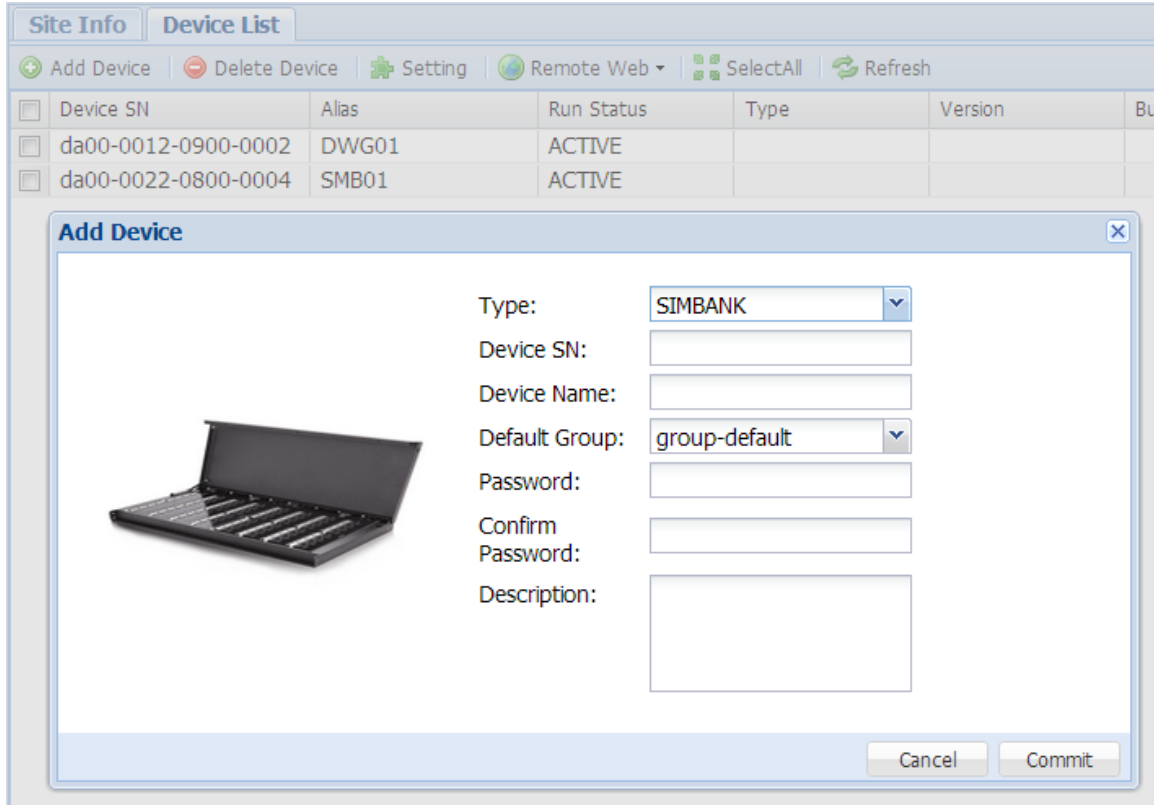 Site Info Device List
Add Device Delete Device Setting Remote Web SelectAll Refresh
Device SN Alias Run Status Type Version Bu
da00-0012-0900-0002 DWG01 ACTIVE
da00-0022-0800-0004 SMB01 ACTIVE
Add Device
Type: SIMBANK
Device SN:
Device Name:
Default Group: group-default
Password:
Confirm
Password:
Description:
Cancel Commit